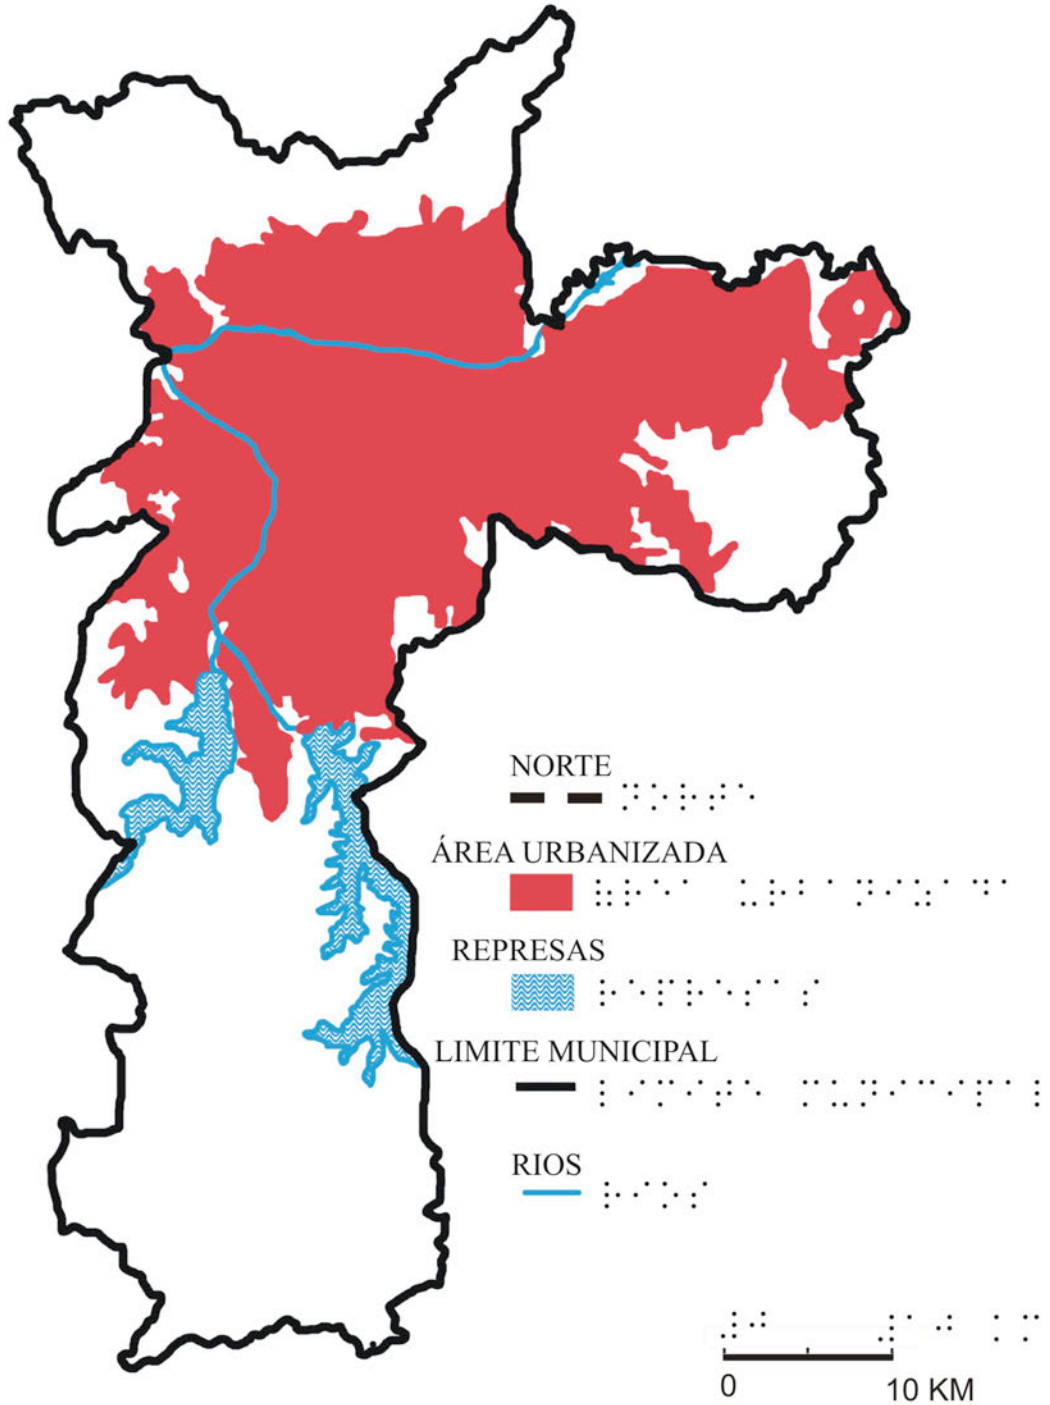 NORTE
ÁREA URBANIZADA
REPRESAS
LIMITE MUNICIPAL
RIOS
0 10 KM